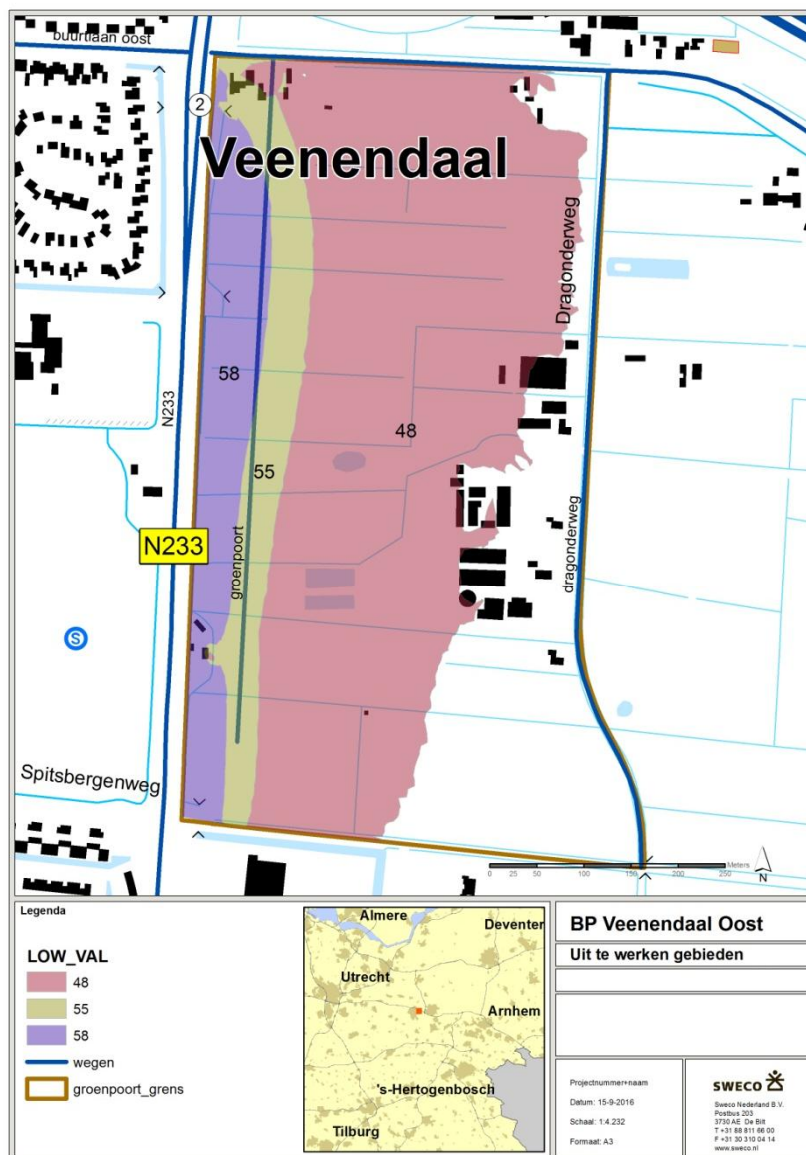 buurtlaan oost
2
Veenendaal
Dragonderweg
58
N233
48
55
groenpoort
N233
dragonderweg
S
Spitsbergenweg
Meters
0 25 50 100 150 200 250
N
Legenda
LOW_VAL
48
55
58
wegen
groenpoort_grens
Almere
Deventer
Utrecht
Arnhem
's-Hertogenbosch
Tilburg
BP Veenendaal Oost
Uit te werken gebieden
Projectnummer+naam
Datum: 15-9-2016
Schaal: 1:4.232
Formaat: A3
SWECO
Sweco Nederland B.V.
Postbus 203
3730 AE De Bilt
T +31 88 811 66 00
F +31 30 310 04 14
www.sweco.nl